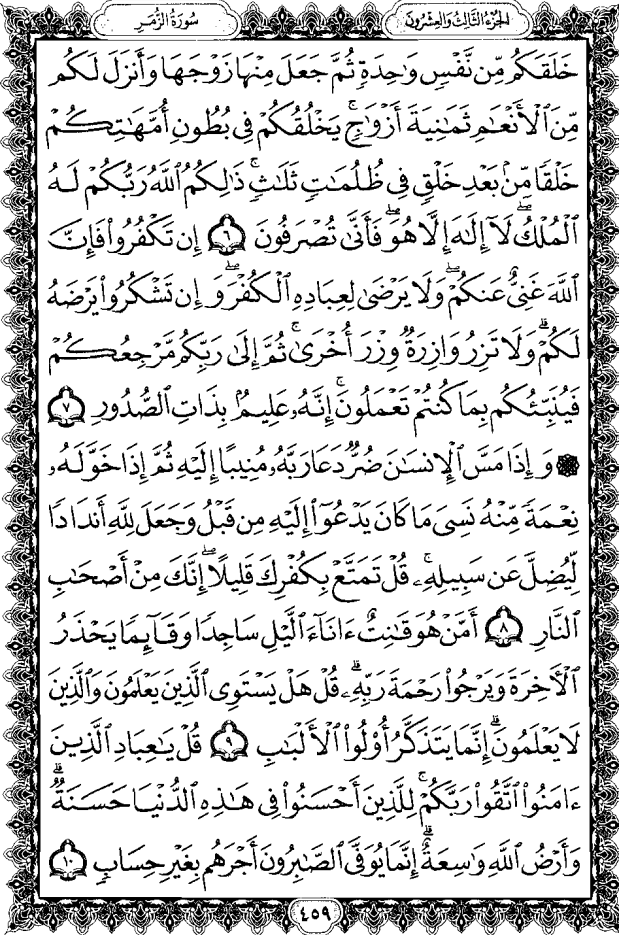 الجزء الثالث والعشرون
سورة الزمر
خَلَقَكُم مِّن نَّفْسٍ وَٰحِدَةٍ ثُمَّ جَعَلَ مِنْهَا زَوْجَهَا وَأَنزَلَ لَكُم
مِّنَ ٱلْأَنْعَٰمِ ثَمَٰنِيَةَ أَزْوَٰجٍ ۚ يَخْلُقُكُمْ فِى بُطُونِ أُمَّهَٰتِكُمْ
خَلْقًا مِّنۢ بَعْدِ خَلْقٍ فِى ظُلُمَٰتٍ ثَلَٰثٍ ۚ ذَٰلِكُمُ ٱللَّهُ رَبُّكُمْ لَهُ
ٱلْمُلْكُ ۖ لَآ إِلَٰهَ إِلَّا هُوَ ۖ فَأَنَّىٰ تُصْرَفُونَ ٦ إِن تَكْفُرُوا۟ فَإِنَّ
ٱللَّهَ غَنِىٌّ عَنكُمْ ۖ وَلَا يَرْضَىٰ لِعِبَادِهِ ٱلْكُفْرَ ۖ وَإِن تَشْكُرُوا۟ يَرْضَهُ
لَكُمْ ۗ وَلَا تَزِرُ وَازِرَةٌ وِزْرَ أُخْرَىٰ ۚ ثُمَّ إِلَىٰ رَبِّكُم مَّرْجِعُكُمْ
فَيُنَبِّئُكُم بِمَا كُنتُمْ تَعْمَلُونَ ۚ إِنَّهُۥ عَلِيمٌۢ بِذَاتِ ٱلصُّدُورِ ٧
۞ وَإِذَا مَسَّ ٱلْإِنسَٰنَ ضُرٌّ دَعَا رَبَّهُۥ مُنِيبًا إِلَيْهِ ثُمَّ إِذَا خَوَّلَهُۥ
نِعْمَةً مِّنْهُ نَسِىَ مَا كَانَ يَدْعُوٓا۟ إِلَيْهِ مِن قَبْلُ وَجَعَلَ لِلَّهِ أَندَادًا
لِّيُضِلَّ عَن سَبِيلِهِۦ ۚ قُلْ تَمَتَّعْ بِكُفْرِكَ قَلِيلًا ۖ إِنَّكَ مِنْ أَصْحَٰبِ
ٱلنَّارِ ٨ أَمَّنْ هُوَ قَٰنِتٌ ءَانَآءَ ٱلَّيْلِ سَاجِدًا وَقَآئِمًا يَحْذَرُ
ٱلْءَاخِرَةَ وَيَرْجُوا۟ رَحْمَةَ رَبِّهِۦ ۗ قُلْ هَلْ يَسْتَوِى ٱلَّذِينَ يَعْلَمُونَ وَٱلَّذِينَ
لَا يَعْلَمُونَ ۗ إِنَّمَا يَتَذَكَّرُ أُو۟لُوا۟ ٱلْأَلْبَٰبِ ٩ قُلْ يَٰعِبَادِ ٱلَّذِينَ
ءَامَنُوا۟ ٱتَّقُوا۟ رَبَّكُمْ ۚ لِلَّذِينَ أَحْسَنُوا۟ فِى هَٰذِهِ ٱلدُّنْيَا حَسَنَةٌ ۗ
وَأَرْضُ ٱللَّهِ وَٰسِعَةٌ ۗ إِنَّمَا يُوَفَّى ٱلصَّٰبِرُونَ أَجْرَهُم بِغَيْرِ حِسَابٍ ١٠
٤٥٩